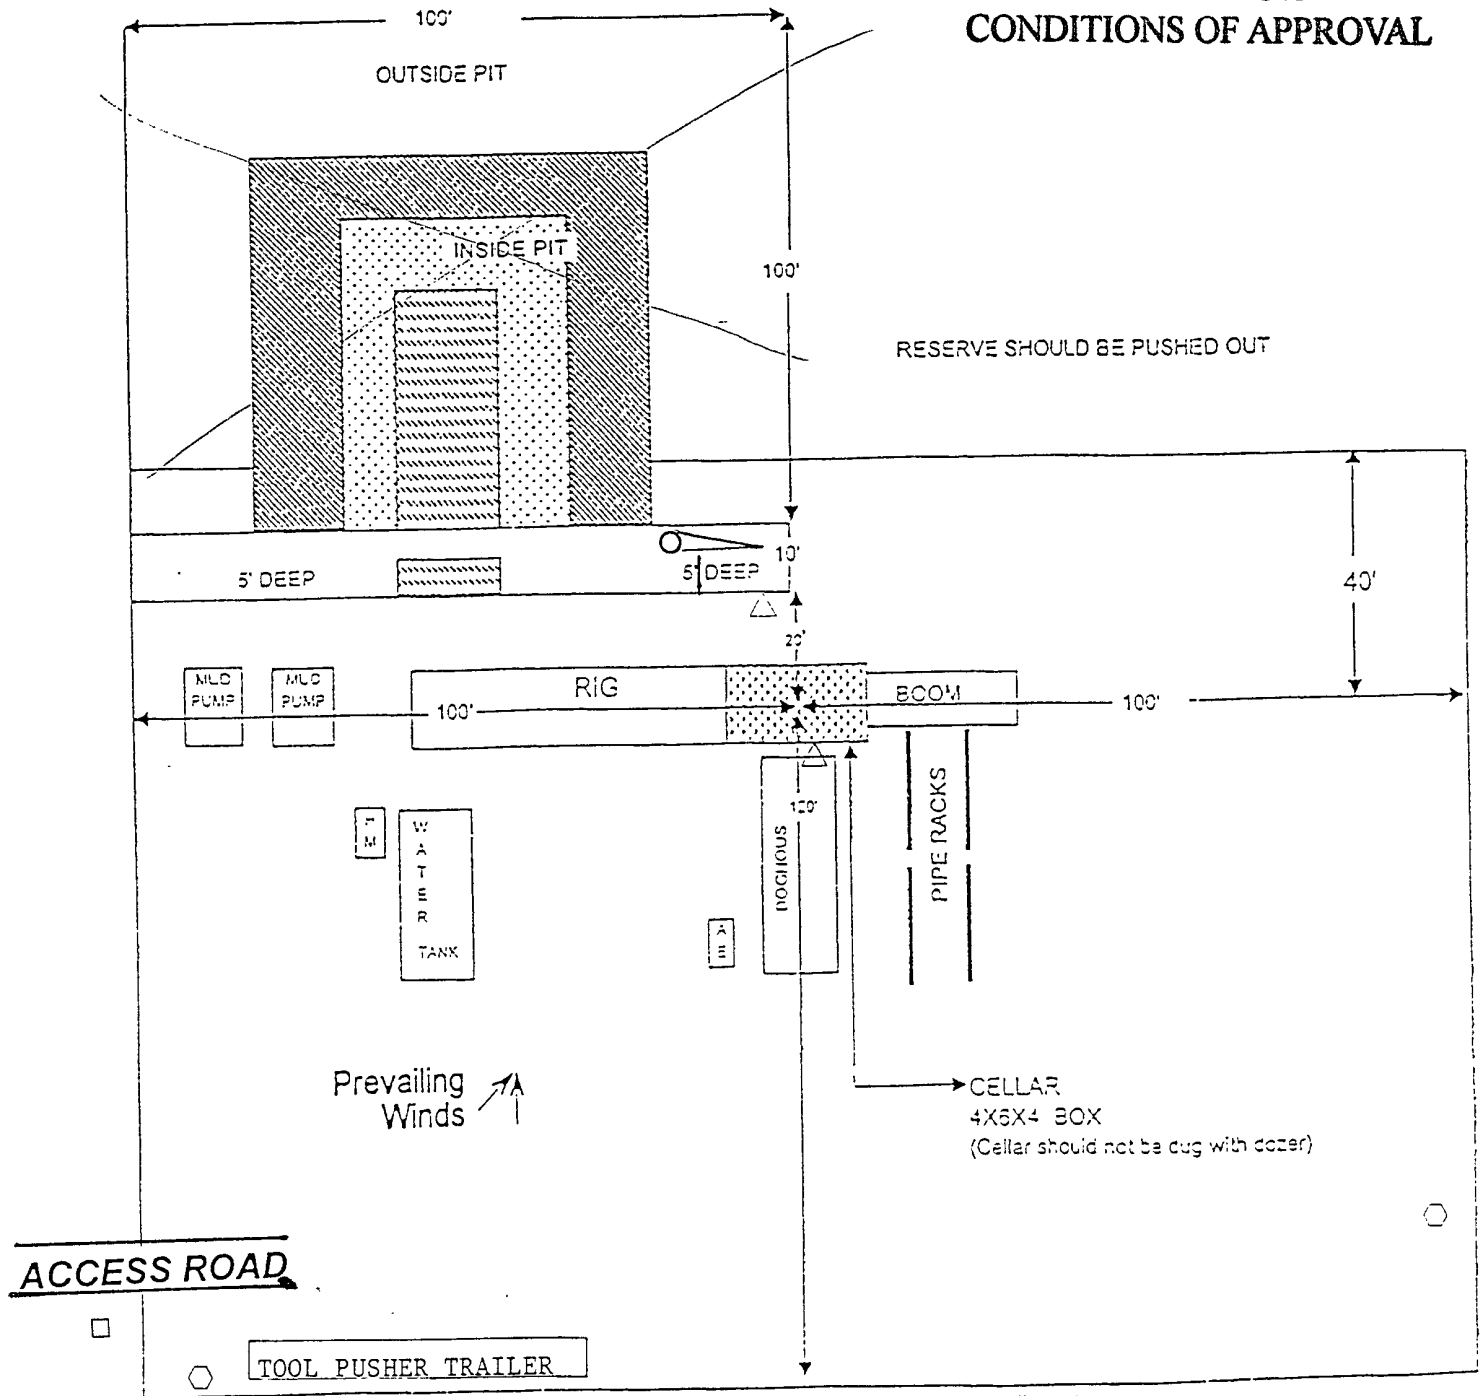 CONDITIONS OF APPROVAL
100'
OUTSIDE PIT
INSIDE PIT
100'
RESERVE SHOULD BE PUSHED OUT
10'
5' DEEP
5' DEEP
40'
20'
MUD PUMP
MUD PUMP
RIG
BOOM
100'
100'
120'
WATER TANK
DOGHOUS
PIPE RACKS
Prevailing
Winds
CELLAR
4X6X4 BOX
(Cellar should not be dug with dozer)
ACCESS ROAD
TOOL PUSHER TRAILER